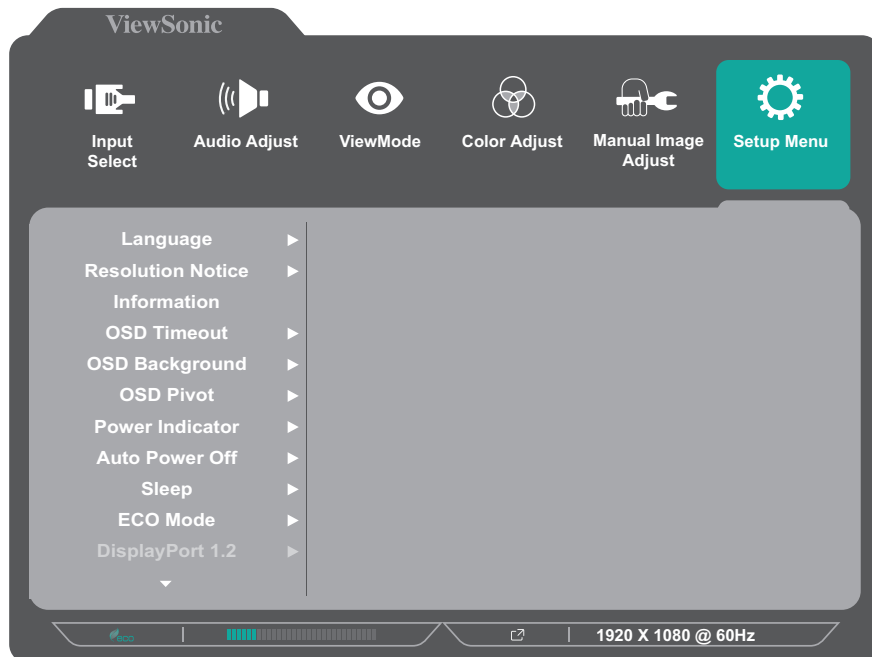 ViewSonic
Input
Select
Audio Adjust
ViewMode
Color Adjust
Manual Image
Adjust
Setup Menu
Language
Resolution Notice
Information
OSD Timeout
OSD Background
OSD Pivot
Power Indicator
Auto Power Off
Sleep
ECO Mode
DisplayPort 1.2
eco
1920 X 1080 @ 60Hz